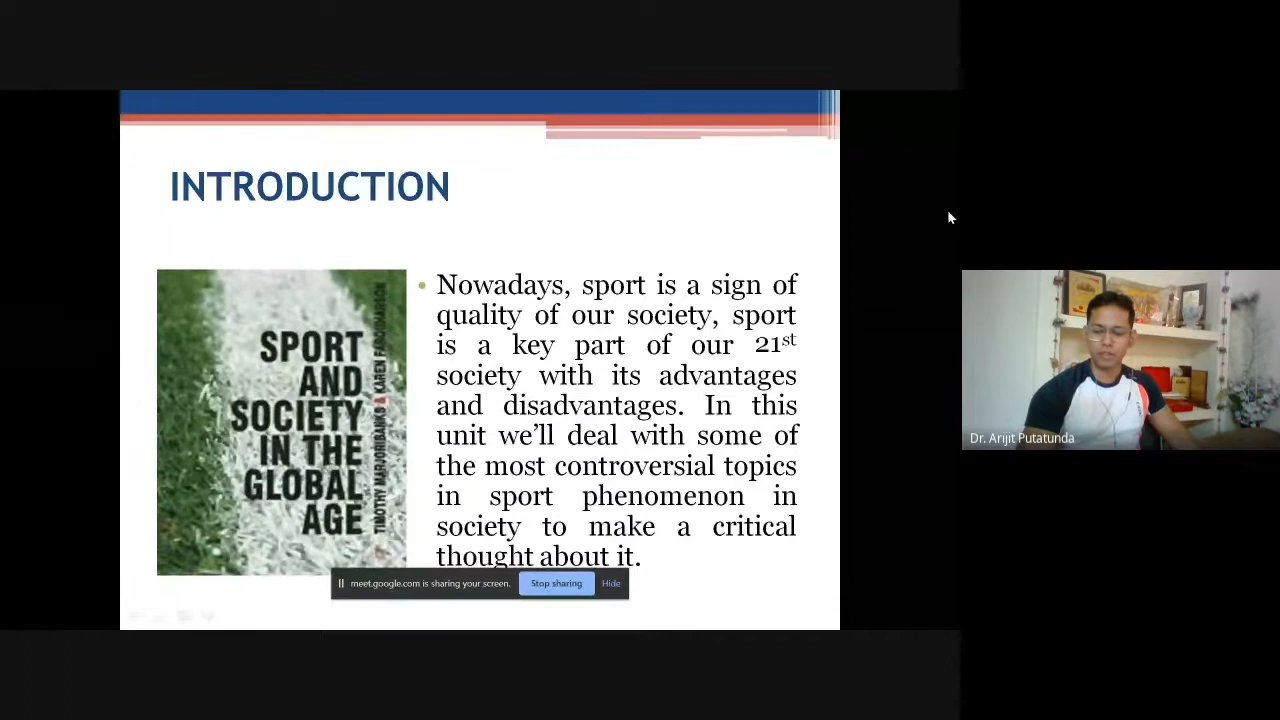 INTRODUCTION
SPORT
AND
SOCIETY
IN THE
GLOBAL
AGE
TIMOTHY MARJORIBANKS & KAREN FARQUHARSON
• Nowadays, sport is a sign of
quality of our society, sport
is a key part of our 21st
society with its advantages
and disadvantages. In this
unit we’ll deal with some of
the most controversial topics
in sport phenomenon in
society to make a critical
thought about it.
meet.google.com is sharing your screen.
Stop sharing
Hide
Dr. Arijit Putatunda